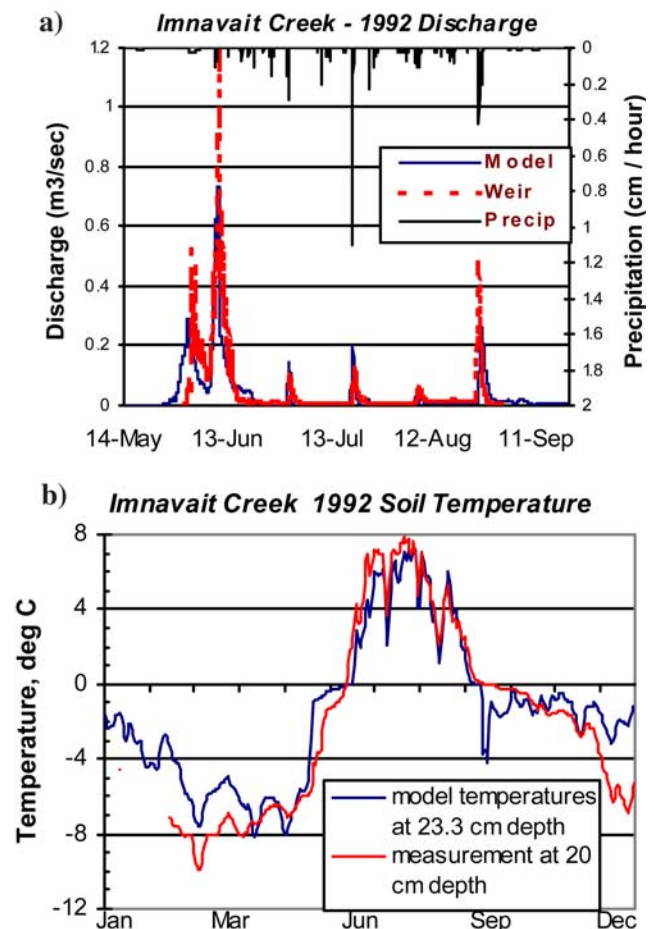 a)
Imnavait Creek - 1992 Discharge
Discharge (m3/sec)
12
1
0.8
0.6
0.4
0.2
0
0
0.2
0.4
0.6
0.8
1
1.2
1.4
1.6
1.8
2
Precipitation (cm / hour)
Model
Weir
Precip
14-May 13-Jun 13-Jul 12-Aug 11-Sep
b)
Imnavait Creek 1992 Soil Temperature
Temperature, deg C
8
4
0
-4
-8
-12
model temperatures
at 23.3 cm depth
measurement at 20
cm depth
Jan Mar Jun Sep Dec